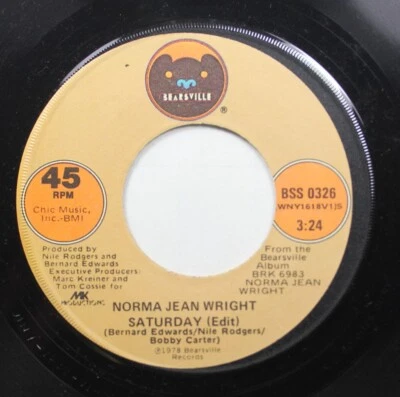 BEARSVILLE
®
45
RPM
Chic Music,
Inc.-BMI
BSS 0326
(WNY1618V1)S
3:24
Produced by
Nile Rodgers and
Bernard Edwards
Executive Producers:
Marc Kreiner and
Tom Cossie for
MK
PRODUCTIONS
From the
Bearsville
Album
BRK 6983
NORMA JEAN
WRIGHT
NORMA JEAN WRIGHT
SATURDAY (Edit)
(Bernard Edwards/Nile Rodgers/
Bobby Carter)
℗1978 Bearsville
Records